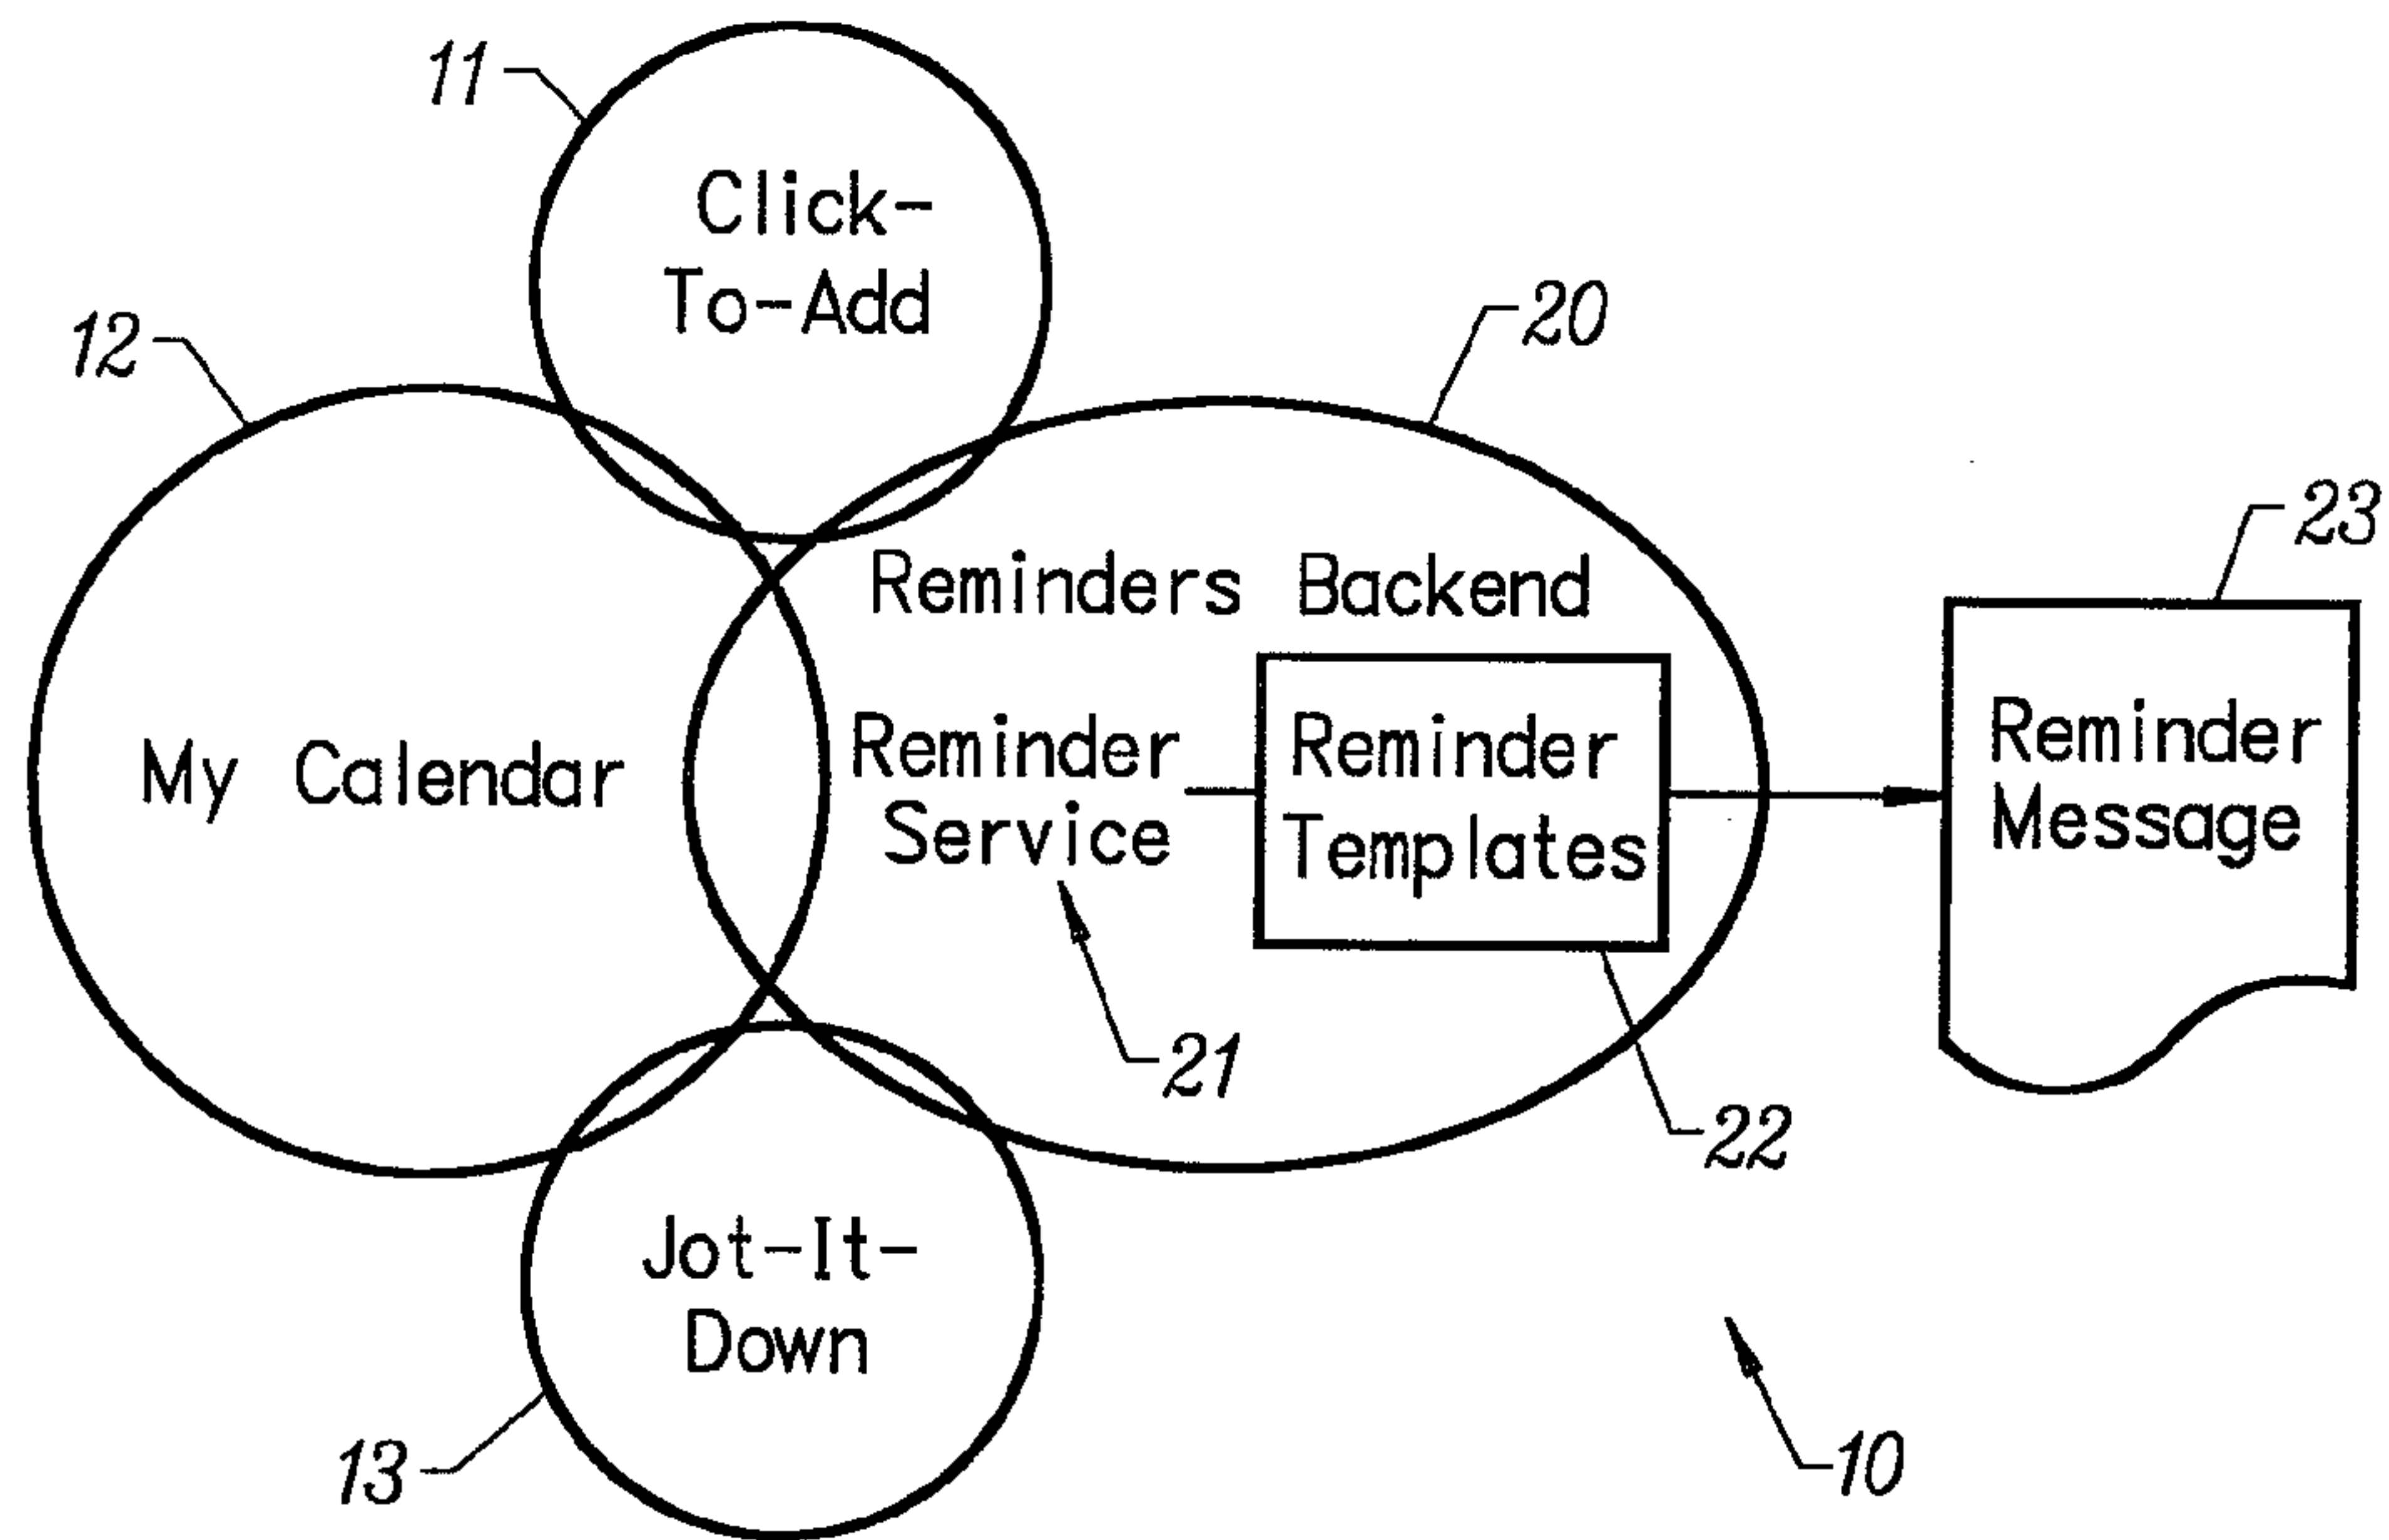 11
Click-
To-Add
12
20
23
Reminders Backend
My Calendar
Reminder
Service
Reminder
Templates
Reminder
Message
21
22
Jot-It-
Down
13
10